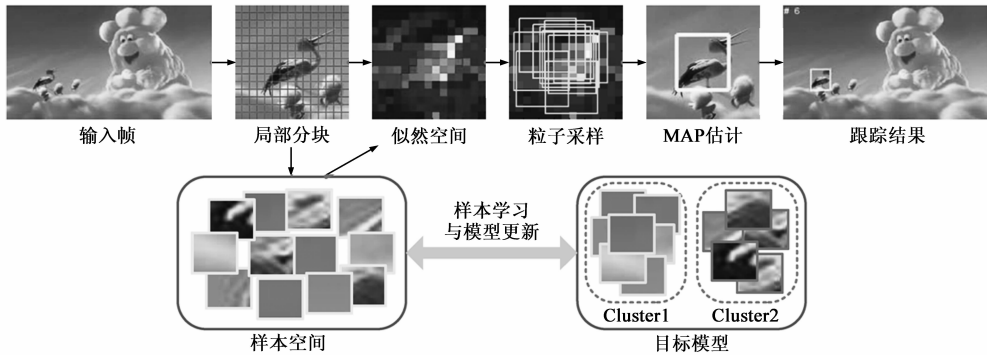 # 6
输入帧
局部分块
似然空间
粒子采样
MAP估计
跟踪结果
样本学习
与模型更新
Cluster1
Cluster2
样本空间
目标模型